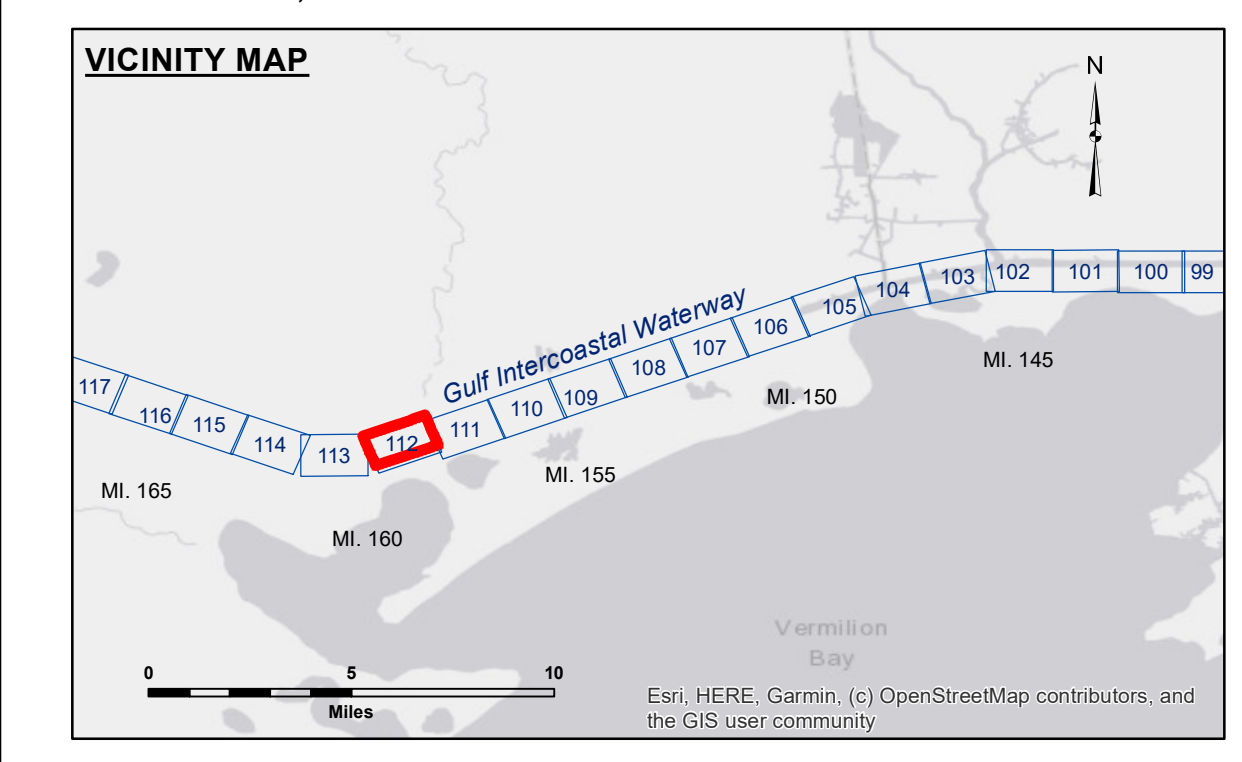 VICINITY MAP
N
Gulf Intercoastal Waterway
99
100
101
102
103
104
105
106
107
108
109
110
111
112
113
114
115
116
117
MI. 145
MI. 150
MI. 155
MI. 160
MI. 165
Vermilion
Bay
0 5 10
Miles
Esri, HERE, Garmin, (c) OpenStreetMap contributors, and
the GIS user community